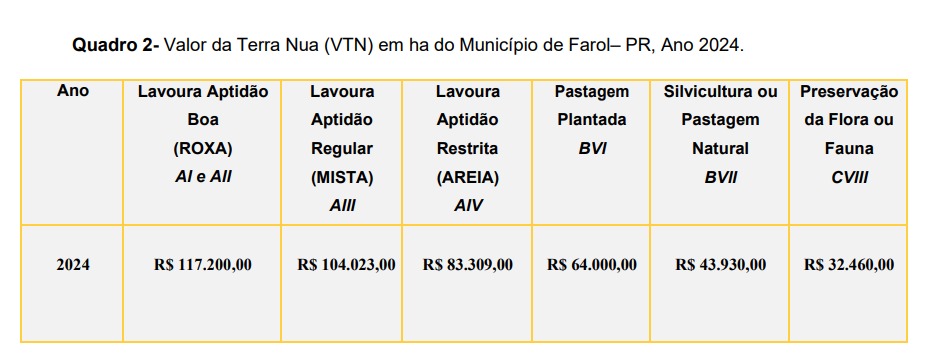 Quadro 2- Valor da Terra Nua (VTN) em ha do Município de Farol– PR, Ano 2024.
Ano
Lavoura Aptidão
Boa
(ROXA)
AI e AII
Lavoura
Aptidão
Regular
(MISTA)
AIII
Lavoura
Aptidão
Restrita
(AREIA)
AIV
Pastagem
Plantada
BVI
Silvicultura ou
Pastagem
Natural
BVII
Preservação
da Flora ou
Fauna
CVIII
2024
R$ 117.200,00
R$ 104.023,00
R$ 83.309,00
R$ 64.000,00
R$ 43.930,00
R$ 32.460,00